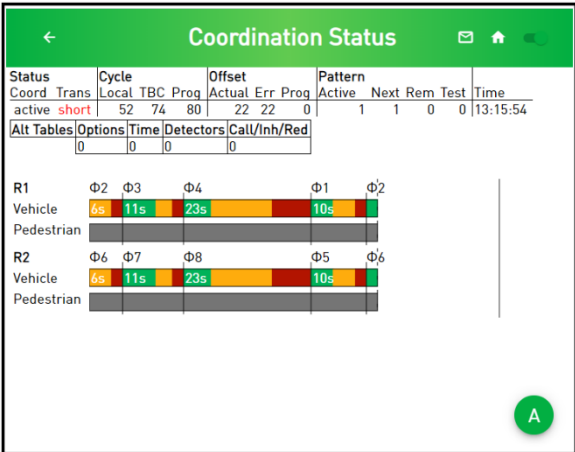 Coordination Status
Status Cycle Offset Pattern
Coord Trans Local TBC Prog Actual Err Prog Active Next Rem Test Time
active short 52 74 80 22 22 0 1 1 0 0 13:15:54
Alt Tables Options Time Detectors Call/Inh/Red
0 0 0 0
R1 Φ2 Φ3 Φ4 Φ1 Φ2
Vehicle 6s 11s 23s 10s
Pedestrian
R2 Φ6 Φ7 Φ8 Φ5 Φ6
Vehicle 6s 11s 23s 10s
Pedestrian
A